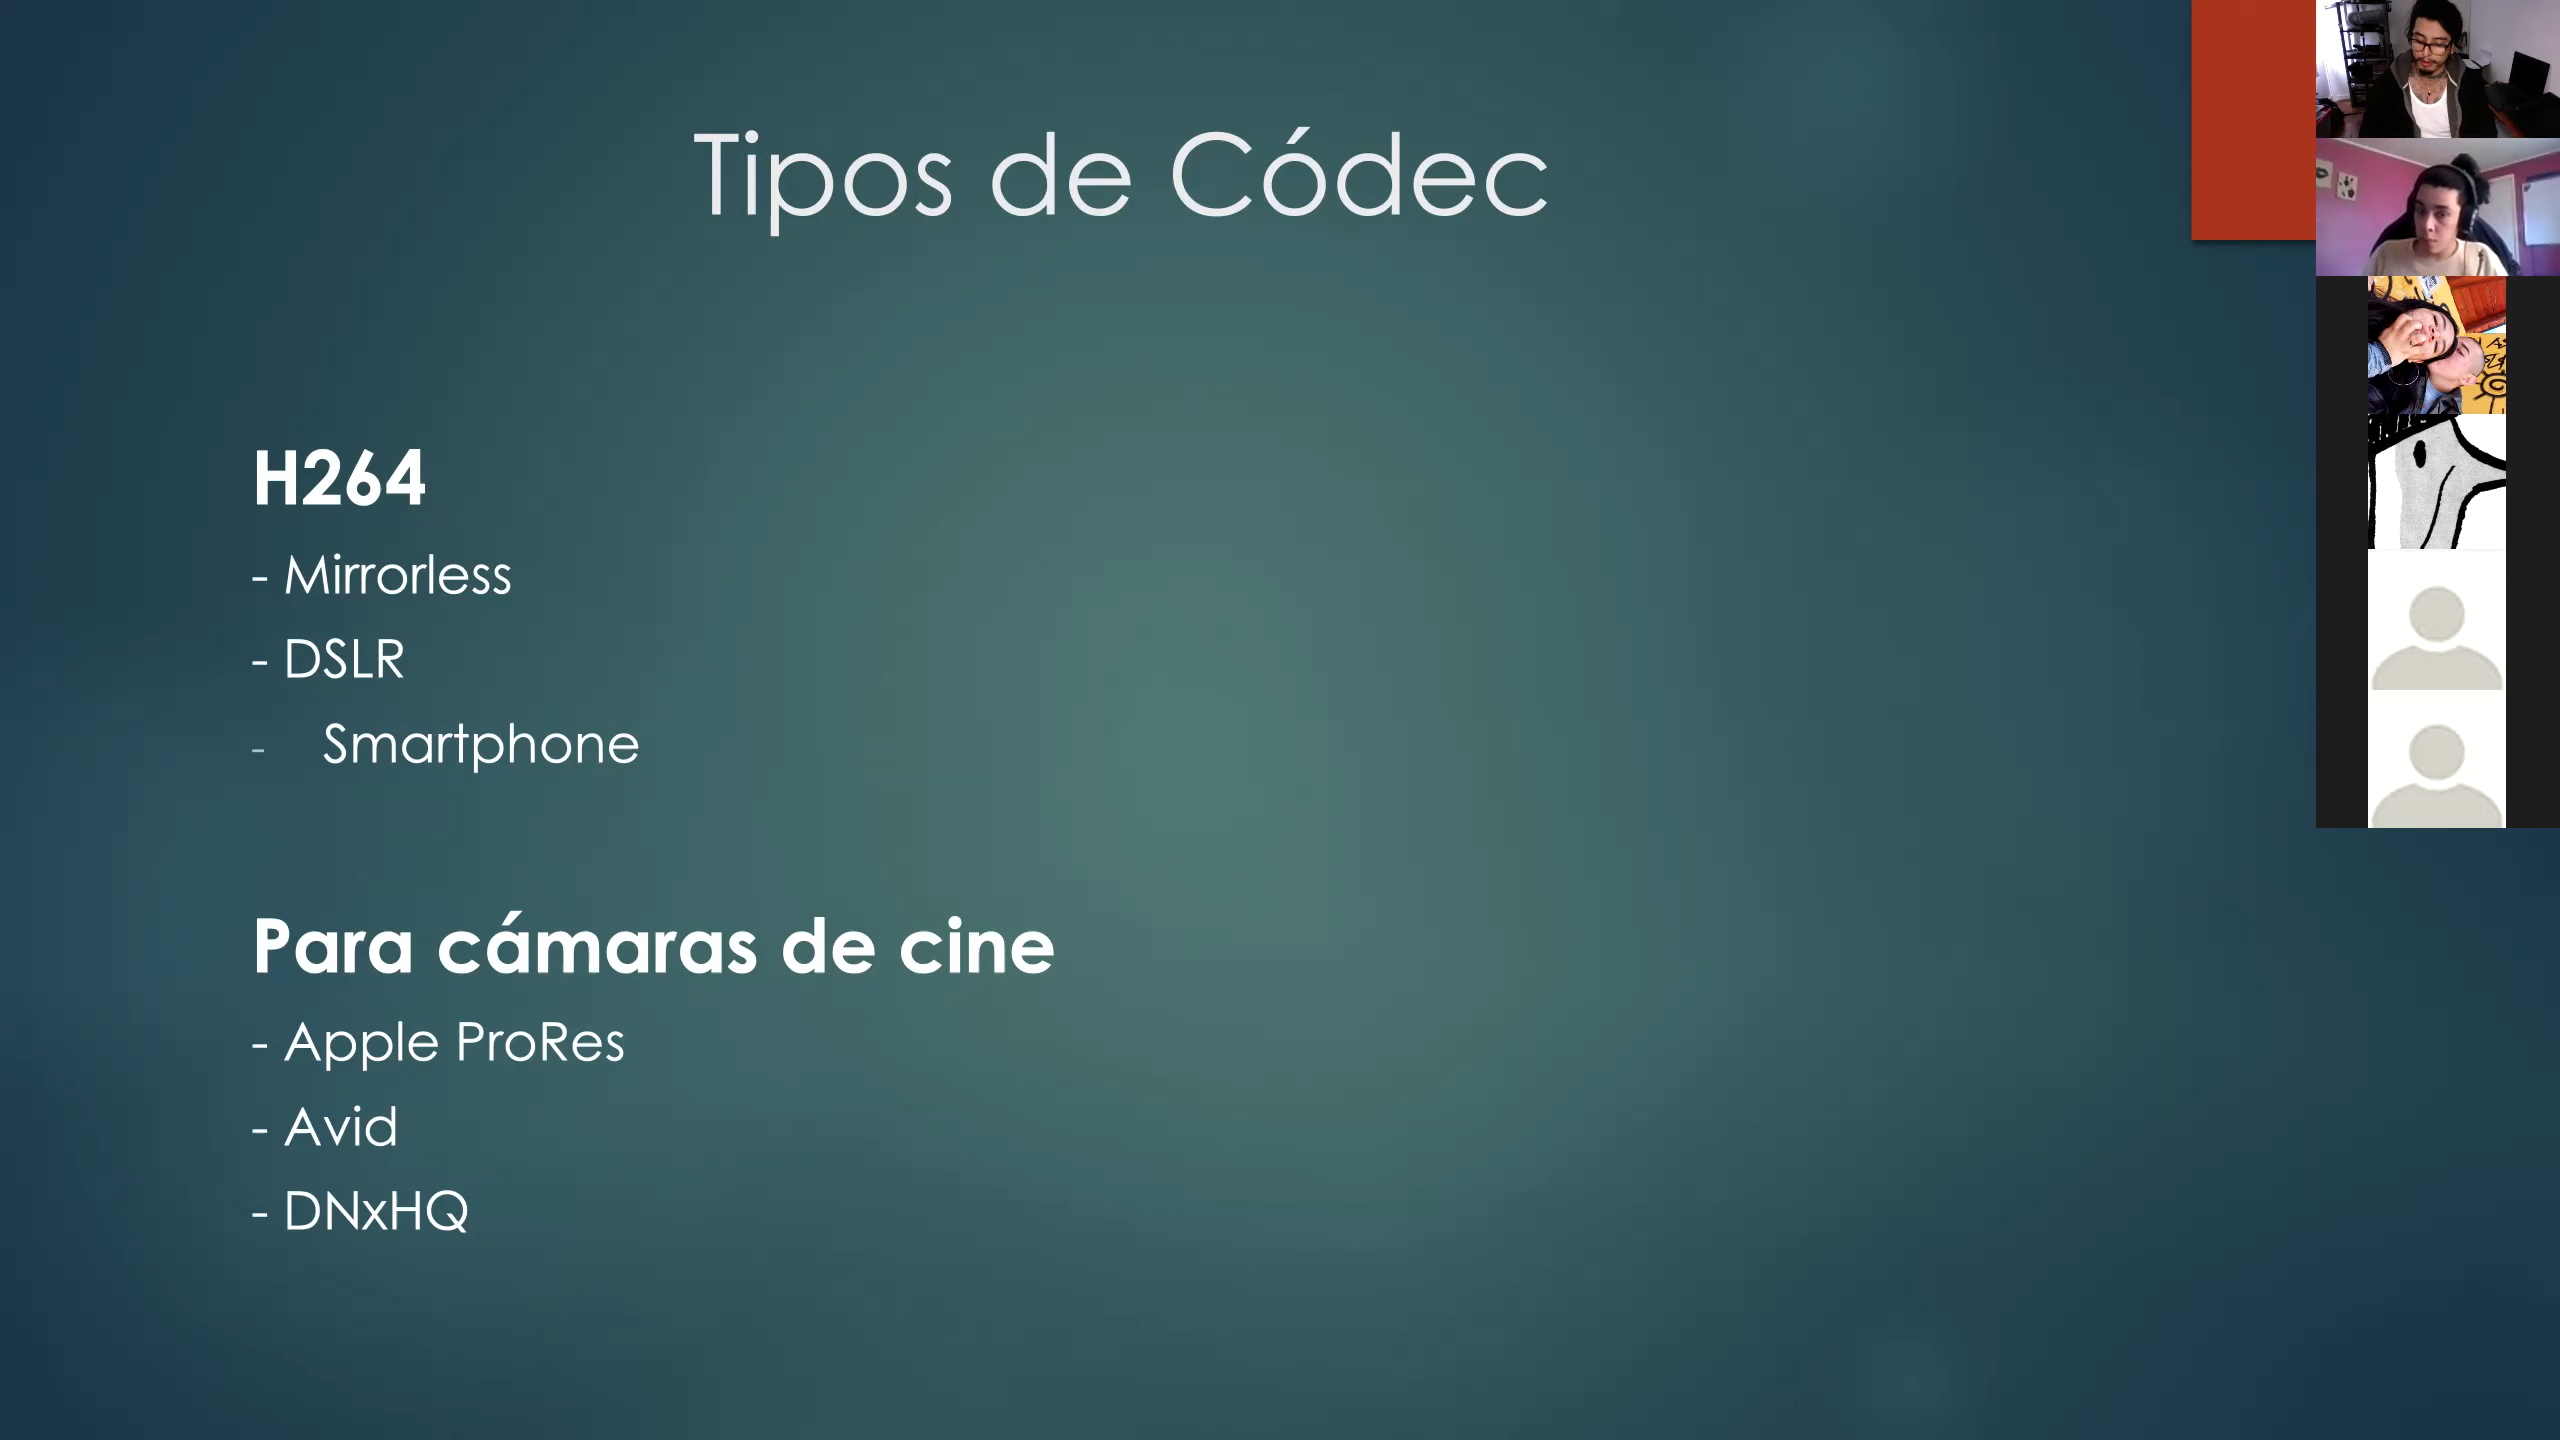 Tipos de Códec
H264
- Mirrorless
- DSLR
- Smartphone
Para cámaras de cine
- Apple ProRes
- Avid
- DNxHQ